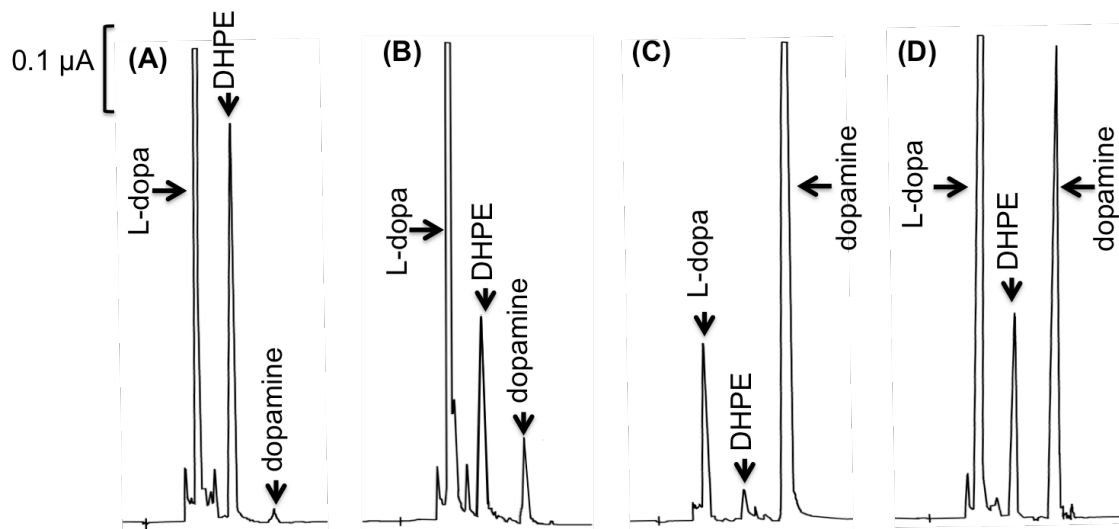 0.1 µA
(A)
L-dopa
DHPE
dopamine
(B)
L-dopa
DHPE
dopamine
(C)
L-dopa
DHPE
dopamine
(D)
L-dopa
DHPE
dopamine